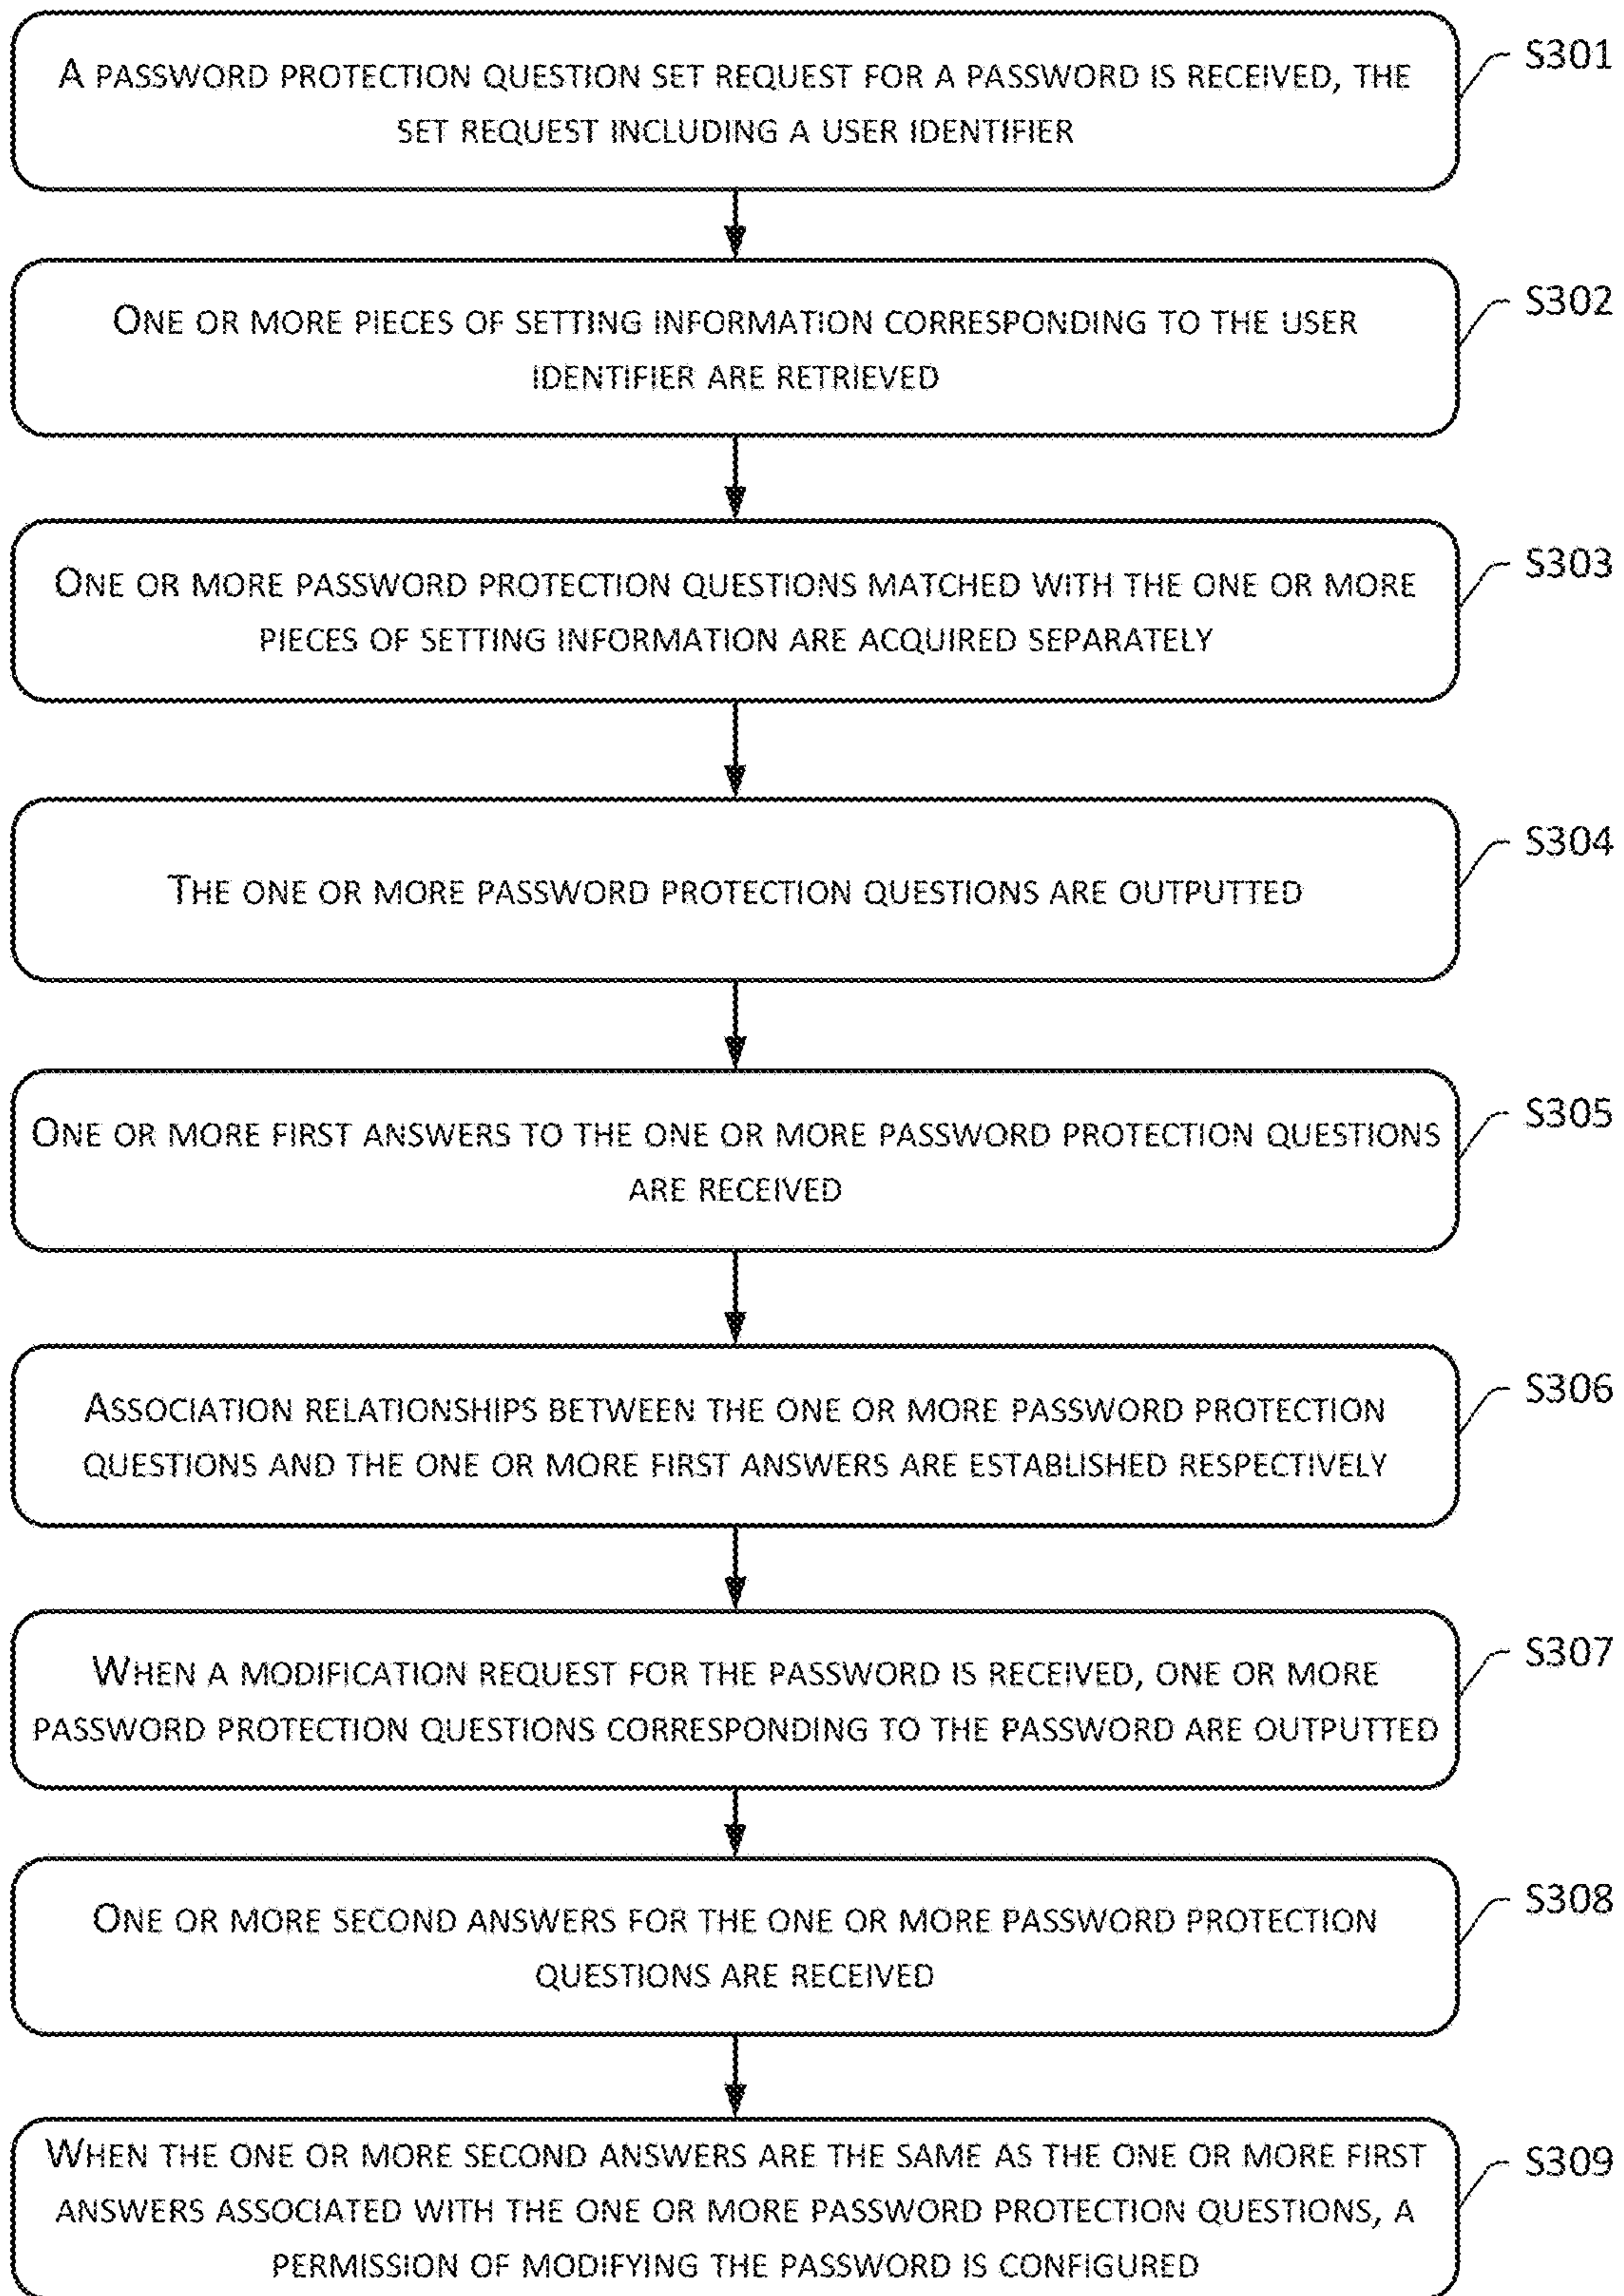 A PASSWORD PROTECTION QUESTION SET REQUEST FOR A PASSWORD IS RECEIVED, THE
SET REQUEST INCLUDING A USER IDENTIFIER
S301
ONE OR MORE PIECES OF SETTING INFORMATION CORRESPONDING TO THE USER
IDENTIFIER ARE RETRIEVED
S302
ONE OR MORE PASSWORD PROTECTION QUESTIONS MATCHED WITH THE ONE OR MORE
PIECES OF SETTING INFORMATION ARE ACQUIRED SEPARATELY
S303
THE ONE OR MORE PASSWORD PROTECTION QUESTIONS ARE OUTPUTTED
S304
ONE OR MORE FIRST ANSWERS TO THE ONE OR MORE PASSWORD PROTECTION QUESTIONS
ARE RECEIVED
S305
ASSOCIATION RELATIONSHIPS BETWEEN THE ONE OR MORE PASSWORD PROTECTION
QUESTIONS AND THE ONE OR MORE FIRST ANSWERS ARE ESTABLISHED RESPECTIVELY
S306
WHEN A MODIFICATION REQUEST FOR THE PASSWORD IS RECEIVED, ONE OR MORE
PASSWORD PROTECTION QUESTIONS CORRESPONDING TO THE PASSWORD ARE OUTPUTTED
S307
ONE OR MORE SECOND ANSWERS FOR THE ONE OR MORE PASSWORD PROTECTION
QUESTIONS ARE RECEIVED
S308
WHEN THE ONE OR MORE SECOND ANSWERS ARE THE SAME AS THE ONE OR MORE FIRST
ANSWERS ASSOCIATED WITH THE ONE OR MORE PASSWORD PROTECTION QUESTIONS, A
PERMISSION OF MODIFYING THE PASSWORD IS CONFIGURED
S309